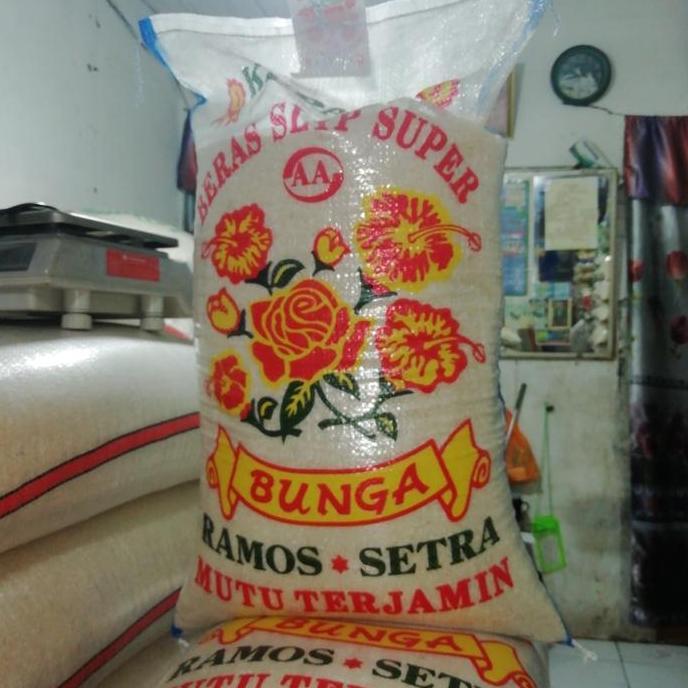 BERAS SLYP SUPER
AA
BUNGA
RAMOS * SETRA
MUTU TERJAMIN
BUNGA
RAMOS * SET